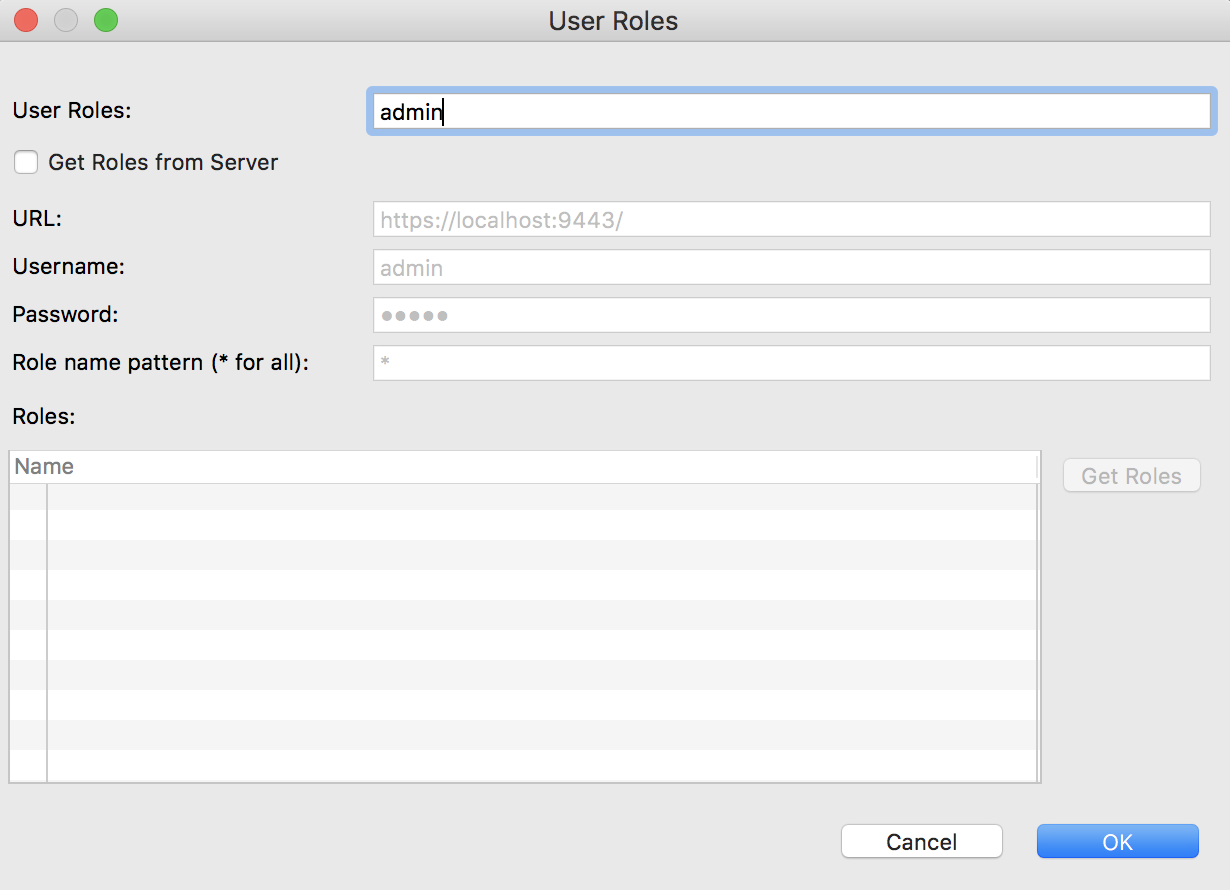 User Roles
User Roles: admin
Get Roles from Server
URL: https://localhost:9443/
Username: admin
Password: ●●●●●
Role name pattern (* for all): *
Roles:
Name
Get Roles
Cancel OK